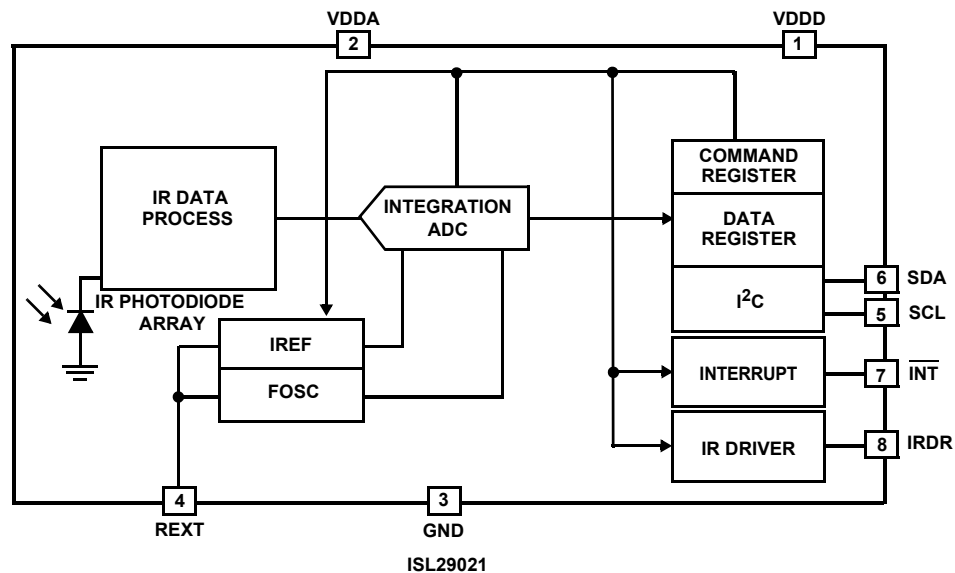 VDDA
VDDD
2
1
COMMAND
REGISTER
IR DATA
PROCESS
INTEGRATION
ADC
DATA
REGISTER
I²C
6 SDA
5 SCL
IR PHOTODIODE
ARRAY
IREF
FOSC
INTERRUPT
7 INT
IR DRIVER
8 IRDR
4
REXT
3
GND
ISL29021